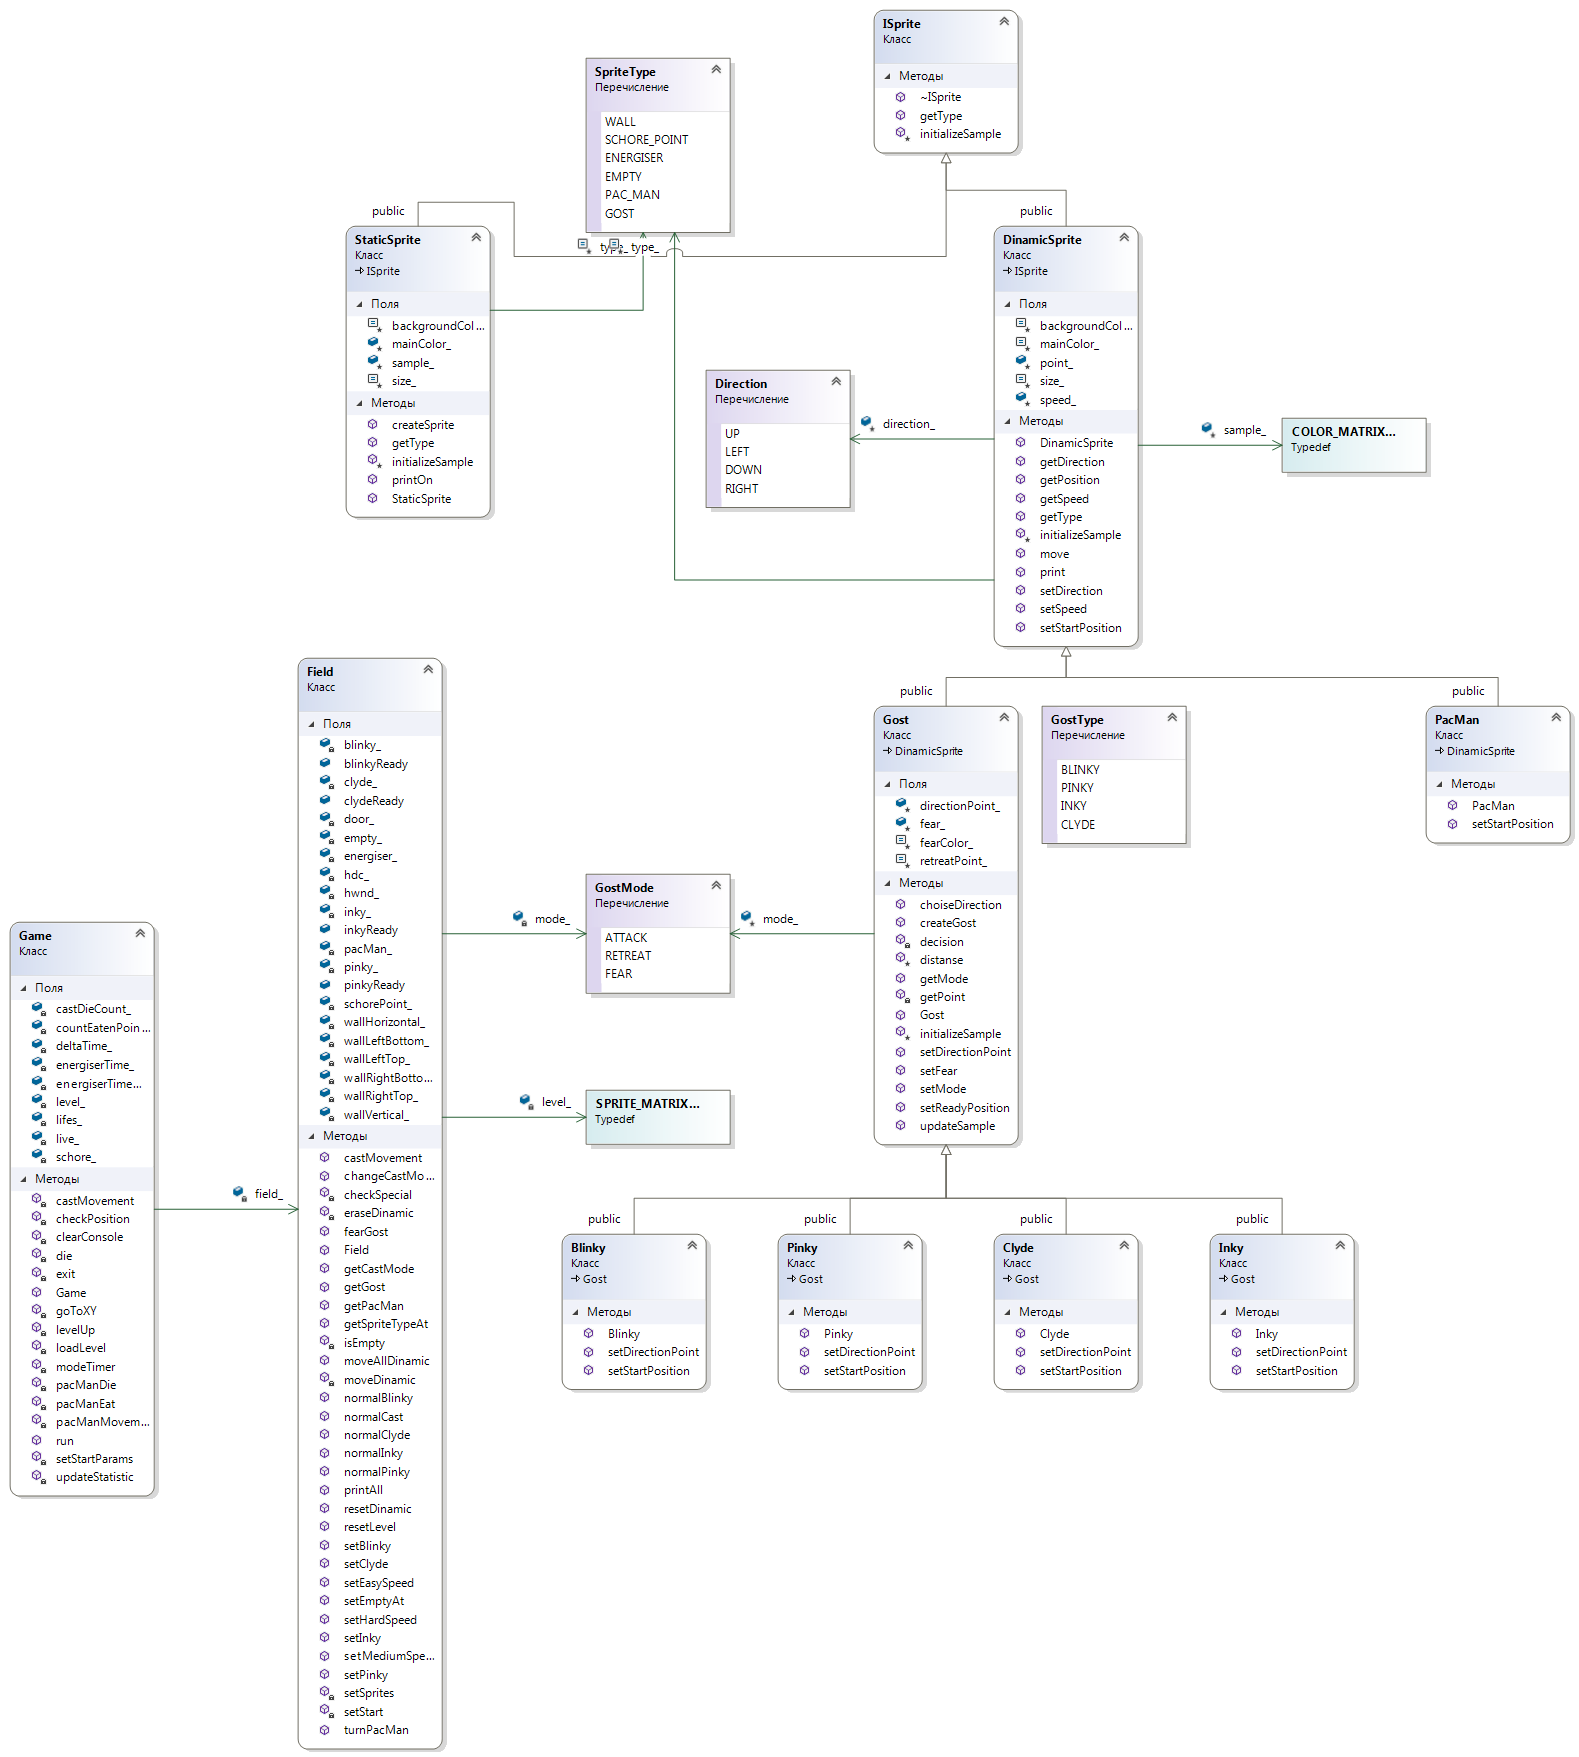 ISprite
Класс
Методы
~ISprite
getType
initializeSample
SpriteType
Перечисление
WALL
SCHORE_POINT
ENERGISER
EMPTY
PAC_MAN
GOST
public
public
type_
type_
StaticSprite
Класс
ISprite
Поля
backgroundCol...
mainColor_
sample_
size_
Методы
createSprite
getType
initializeSample
printOn
StaticSprite
DinamicSprite
Класс
ISprite
Поля
backgroundCol...
mainColor_
point_
size_
speed_
Методы
DinamicSprite
getDirection
getPosition
getSpeed
getType
initializeSample
move
print
setDirection
setSpeed
setStartPosition
Direction
Перечисление
UP
LEFT
DOWN
RIGHT
direction_
sample_
COLOR_MATRIX...
Typedef
public
public
Field
Класс
Поля
blinky_
blinkyReady
clyde_
clydeReady
door_
empty_
energiser_
hdc_
hwnd_
inky_
inkyReady
pacMan_
pinky_
pinkyReady
schorePoint_
wallHorizontal_
wallLeftBottom_
wallLeftTop_
wallRightBotto...
wallRightTop_
wallVertical_
Методы
castMovement
changeCastMo...
checkSpecial
eraseDinamic
fearGost
Field
getCastMode
getGost
getPacMan
getSpriteTypeAt
isEmpty
moveAllDinamic
moveDinamic
normalBlinky
normalCast
normalClyde
normalInky
normalPinky
printAll
resetDinamic
resetLevel
setBlinky
setClyde
setEasySpeed
setEmptyAt
setHardSpeed
setInky
setMediumSpe...
setPinky
setSprites
setStart
turnPacMan
Gost
Класс
DinamicSprite
Поля
directionPoint_
fear_
fearColor_
retreatPoint_
Методы
choiseDirection
createGost
decision
distanse
getMode
getPoint
Gost
initializeSample
setDirectionPoint
setFear
setMode
setReadyPosition
updateSample
GostType
Перечисление
BLINKY
PINKY
INKY
CLYDE
PacMan
Класс
DinamicSprite
Методы
PacMan
setStartPosition
GostMode
Перечисление
ATTACK
RETREAT
FEAR
mode_
mode_
level_
SPRITE_MATRIX...
Typedef
Game
Класс
Поля
castDieCount_
countEatenPoin...
deltaTime_
energiserTime_
energiserTime...
level_
lifes_
live_
schore_
Методы
castMovement
checkPosition
clearConsole
die
exit
Game
goToXY
levelUp
loadLevel
modeTimer
pacManDie
pacManEat
pacManMovem...
run
setStartParams
updateStatistic
field_
public
public
public
public
Blinky
Класс
Gost
Методы
Blinky
setDirectionPoint
setStartPosition
Pinky
Класс
Gost
Методы
Pinky
setDirectionPoint
setStartPosition
Clyde
Класс
Gost
Методы
Clyde
setDirectionPoint
setStartPosition
Inky
Класс
Gost
Методы
Inky
setDirectionPoint
setStartPosition